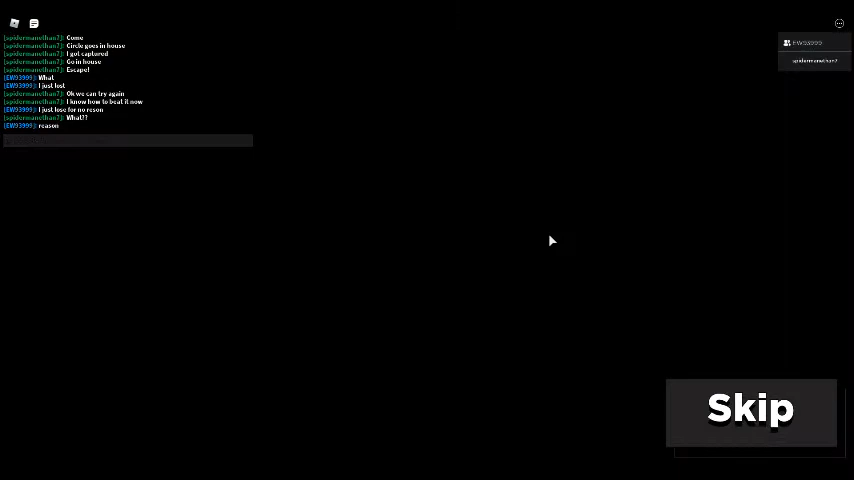 [spidermanethan7]: Come
[spidermanethan7]: Circle goes in house
[spidermanethan7]: I got captured
[spidermanethan7]: Go in house
[spidermanethan7]: Escape!
[EW93999]: What
[EW93999]: I just lost
[spidermanethan7]: Ok we can try again
[spidermanethan7]: I know how to beat it now
[EW93999]: I just lose for no reson
[spidermanethan7]: What??
[EW93999]: reason
EW93999
spidermanethan7
Skip